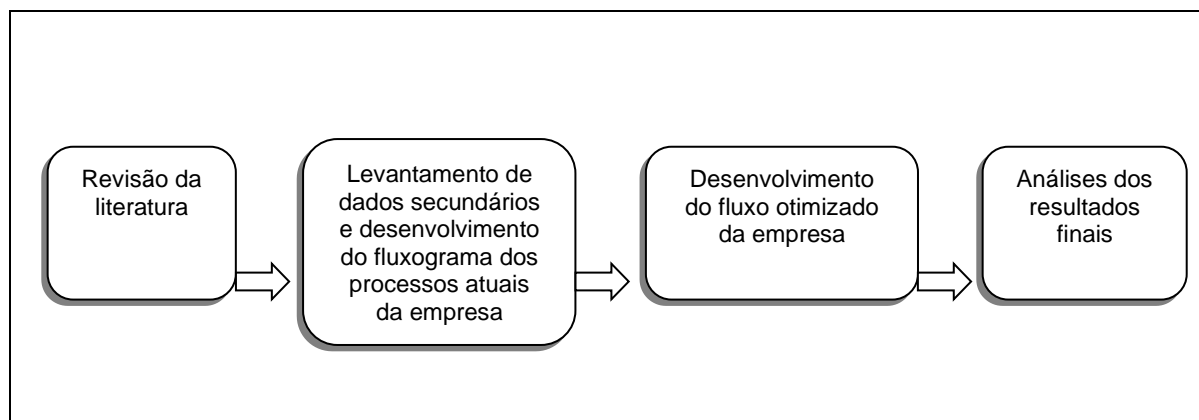 Revisão da
literatura
Levantamento de
dados secundários
e desenvolvimento
do fluxograma dos
processos atuais
da empresa
Desenvolvimento
do fluxo otimizado
da empresa
Análises dos
resultados
finais